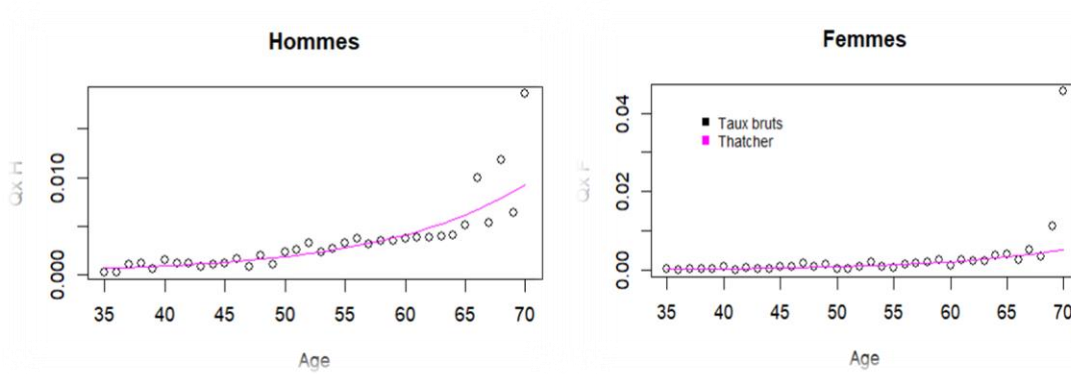 Hommes
Qx H
0.010
0.000
35 40 45 50 55 60 65 70
Age
Femmes
Taux bruts
Thatcher
Qx F
0.04
0.02
0.00
35 40 45 50 55 60 65 70
Age